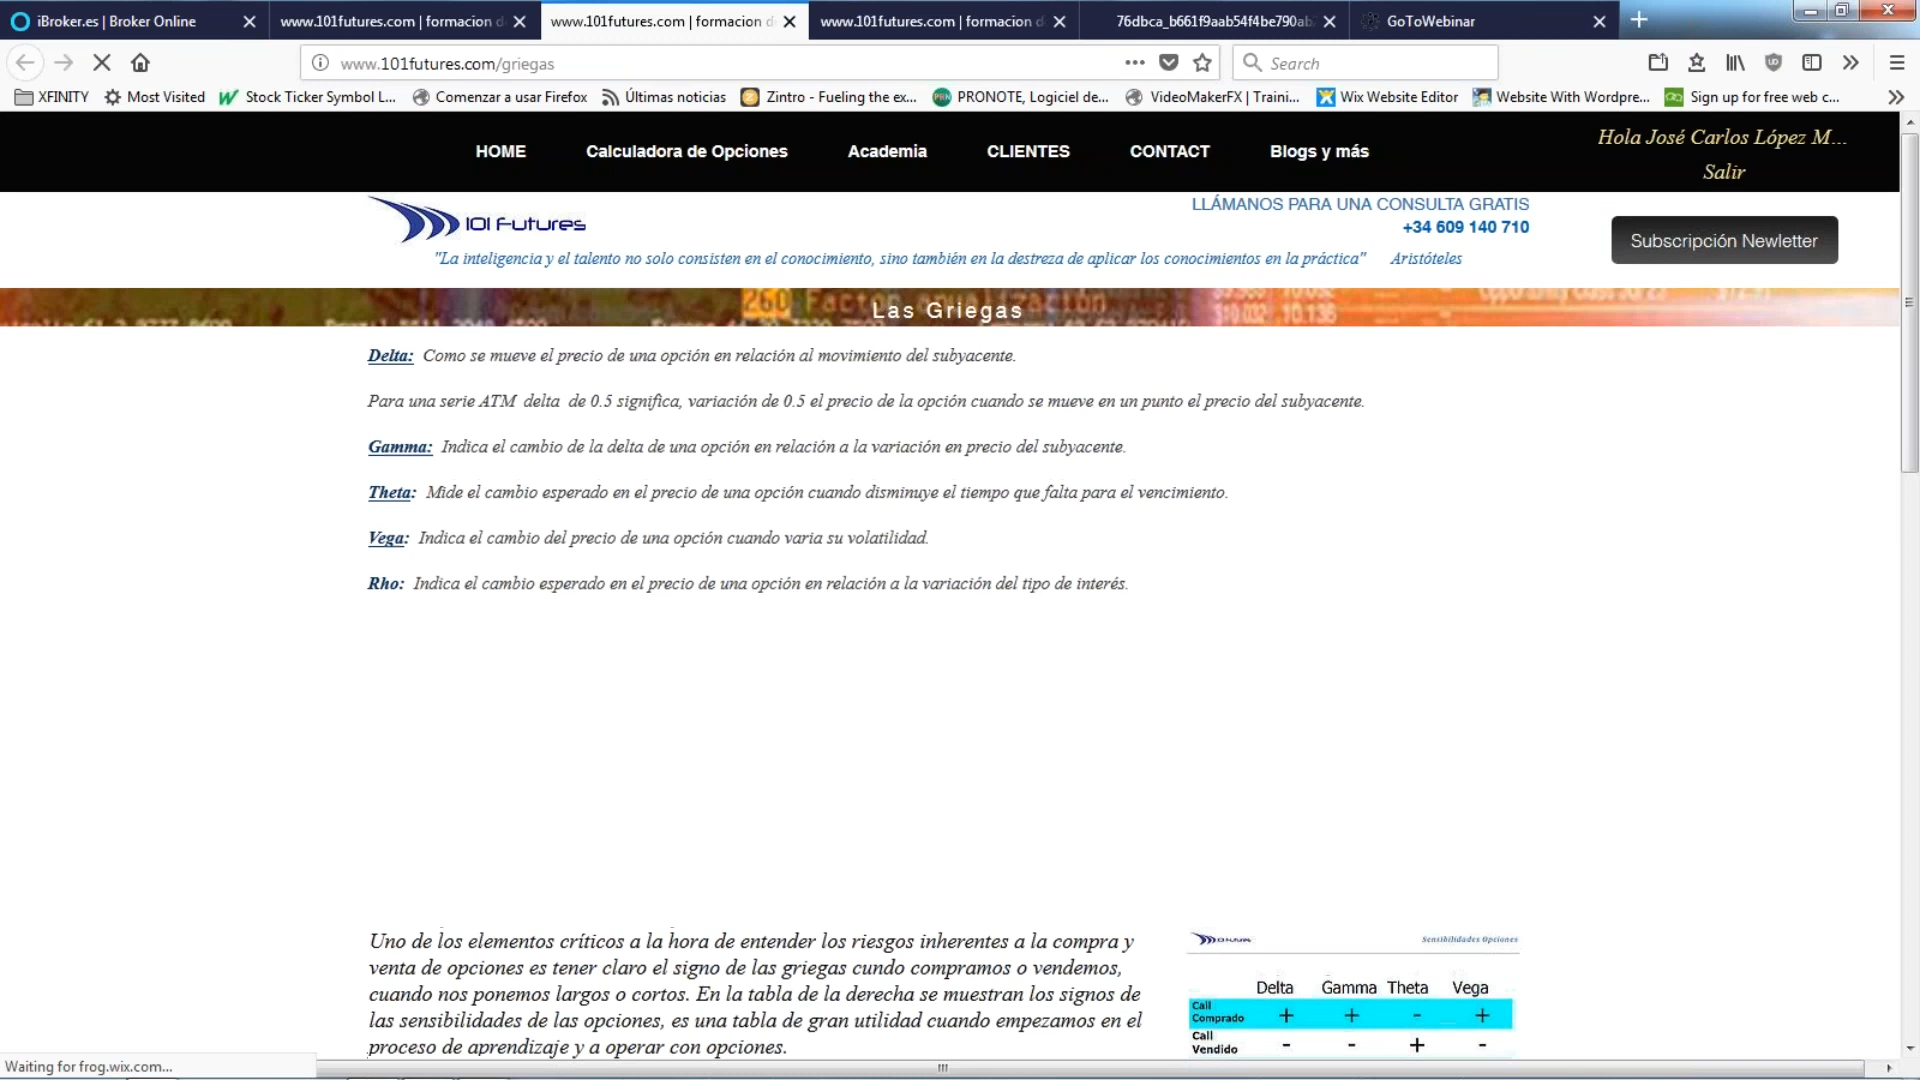 iBroker.es | Broker Online
www.101futures.com | formacion d
www.101futures.com | formacion d
www.101futures.com | formacion d
76dbca_b661f9aab54f4be790ab
GoToWebinar
www.101futures.com/griegas
Search
XFINITY
Most Visited
Stock Ticker Symbol L...
Comenzar a usar Firefox
Últimas noticias
Zintro - Fueling the ex...
PRONOTE, Logiciel de...
VideoMakerFX | Traini...
Wix Website Editor
Website With Wordpre...
Sign up for free web c...
HOME
Calculadora de Opciones
Academia
CLIENTES
CONTACT
Blogs y más
Hola José Carlos López M...
Salir
101 Futures
LLÁMANOS PARA UNA CONSULTA GRATIS
+34 609 140 710
Subscripción Newletter
"La inteligencia y el talento no solo consisten en el conocimiento, sino también en la destreza de aplicar los conocimientos en la práctica" Aristóteles
Las Griegas
Delta: Como se mueve el precio de una opción en relación al movimiento del subyacente.
Para una serie ATM delta de 0.5 significa, variación de 0.5 el precio de la opción cuando se mueve en un punto el precio del subyacente.
Gamma: Indica el cambio de la delta de una opción en relación a la variación en precio del subyacente.
Theta: Mide el cambio esperado en el precio de una opción cuando disminuye el tiempo que falta para el vencimiento.
Vega: Indica el cambio del precio de una opción cuando varia su volatilidad.
Rho: Indica el cambio esperado en el precio de una opción en relación a la variación del tipo de interés.
Uno de los elementos críticos a la hora de entender los riesgos inherentes a la compra y
venta de opciones es tener claro el signo de las griegas cundo compramos o vendemos,
cuando nos ponemos largos o cortos. En la tabla de la derecha se muestran los signos de
las sensibilidades de las opciones, es una tabla de gran utilidad cuando empezamos en el
proceso de aprendizaje y a operar con opciones.
Sensibilidades Opciones
Delta Gamma Theta Vega
Call Comprado + + - +
Call Vendido - - + -
Waiting for frog.wix.com...